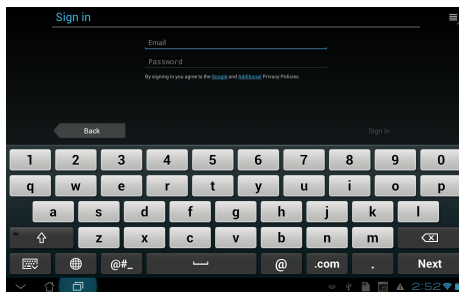 Sign in
Email
Password
By signing in you agree to the Google and Additional Privacy Policies.
Back
Sign in
1 2 3 4 5 6 7 8 9 0
q w e r t y u i o p
a s d f g h j k l
z x c v b n m
@#_ @ .com . Next
2:52